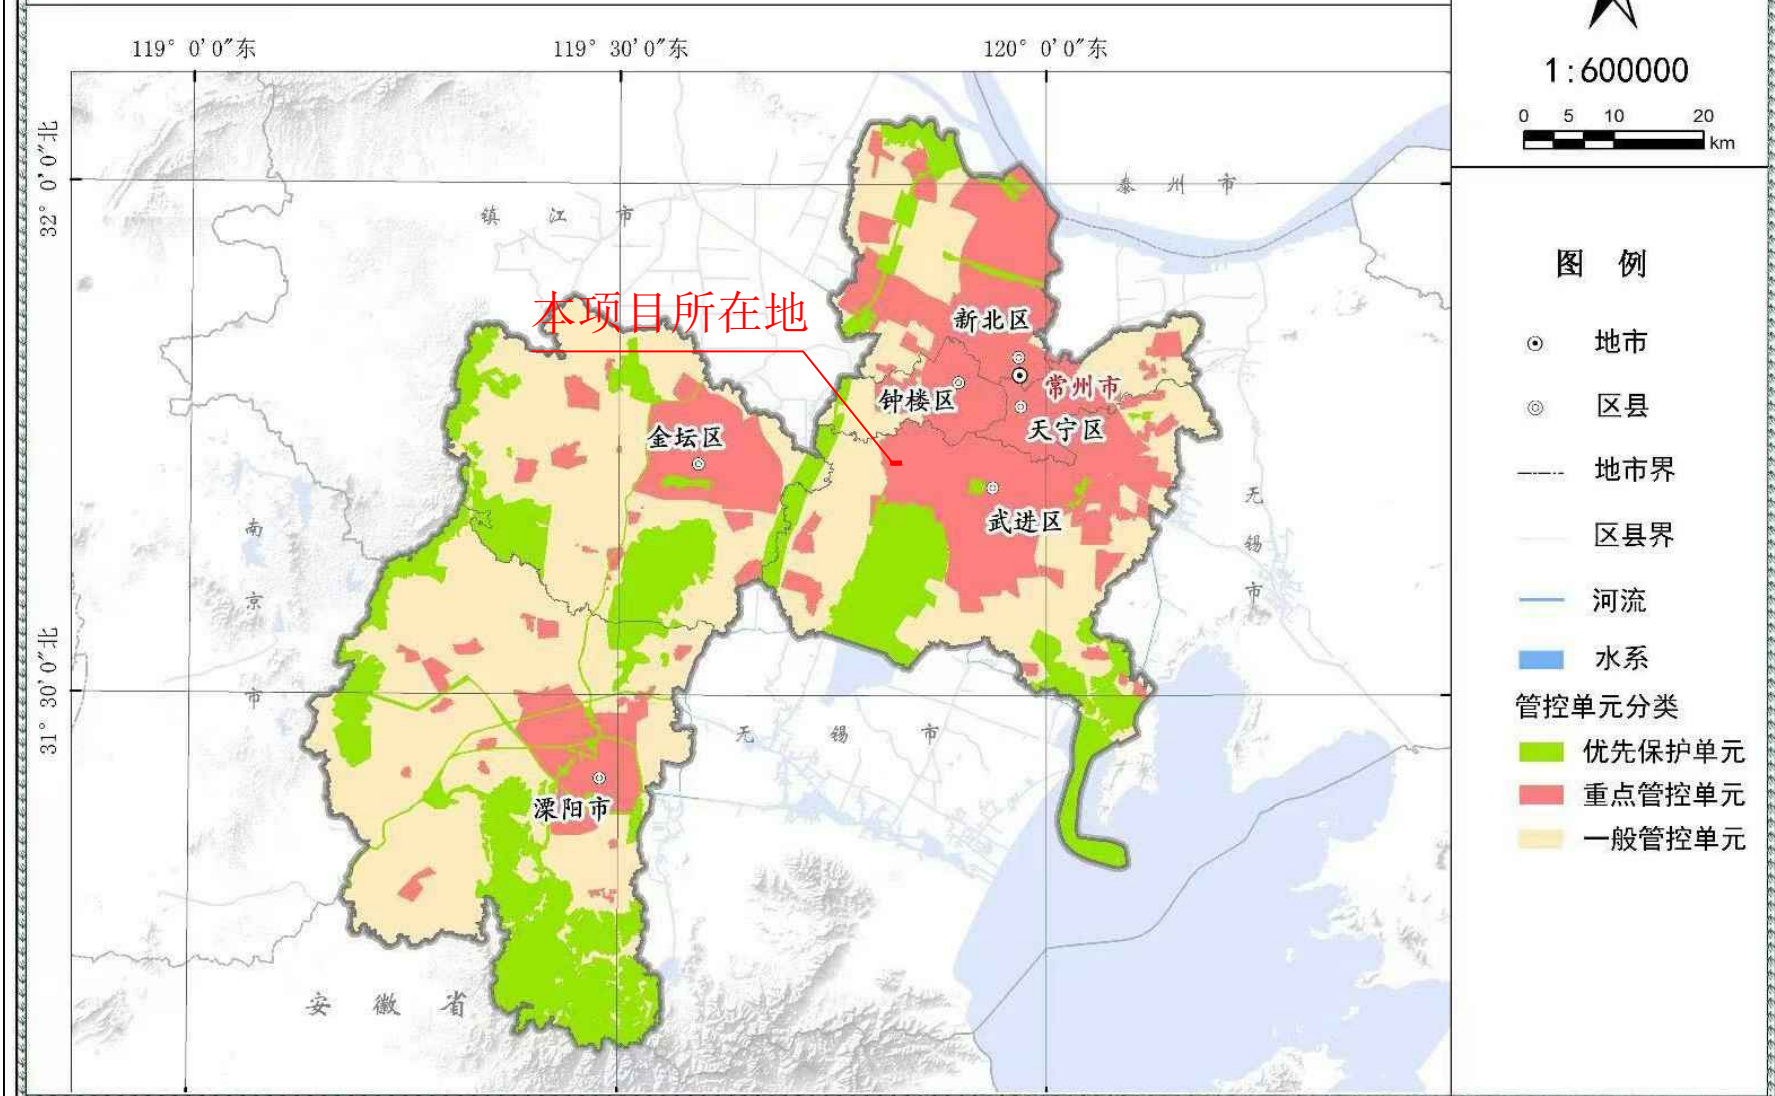 119° 0'0"东
119° 30'0"东
120° 0'0"东
1:600000
0 5 10 20
km
32° 0'0"北
泰州市
镇江市
图 例
本项目所在地
新北区
地市
常州市
钟楼区
区县
天宁区
金坛区
地市界
无锡市
武进区
南京市
区县界
河流
31° 30'0"北
水系
管控单元分类
无锡市
优先保护单元
重点管控单元
溧阳市
一般管控单元
安徽省